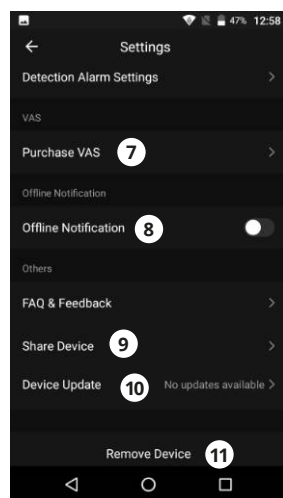 47% 12:58
Settings
Detection Alarm Settings
VAS
Purchase VAS 7
Offline Notification
Offline Notification 8
Others
FAQ & Feedback
Share Device 9
Device Update 10 No updates available
Remove Device 11